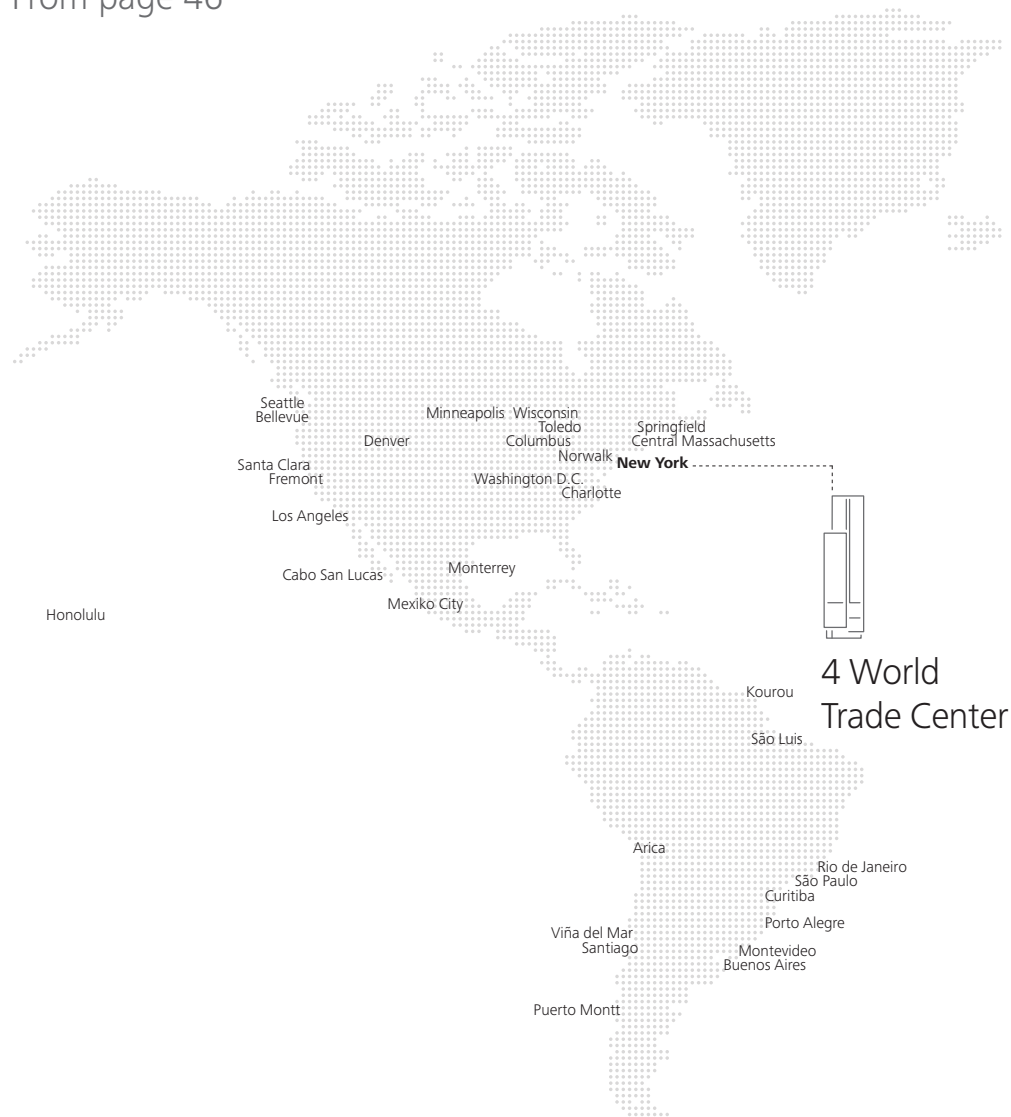 From page 46
Seattle
Bellevue
Minneapolis
Wisconsin
Toledo
Springfield
Denver
Columbus
Central Massachusetts
Norwalk
New York
Santa Clara
Fremont
Washington D.C.
Charlotte
Los Angeles
Monterrey
Cabo San Lucas
Mexiko City
Honolulu
4 World
Trade Center
Kourou
São Luis
Arica
Rio de Janeiro
São Paulo
Curitiba
Porto Alegre
Viña del Mar
Santiago
Montevideo
Buenos Aires
Puerto Montt